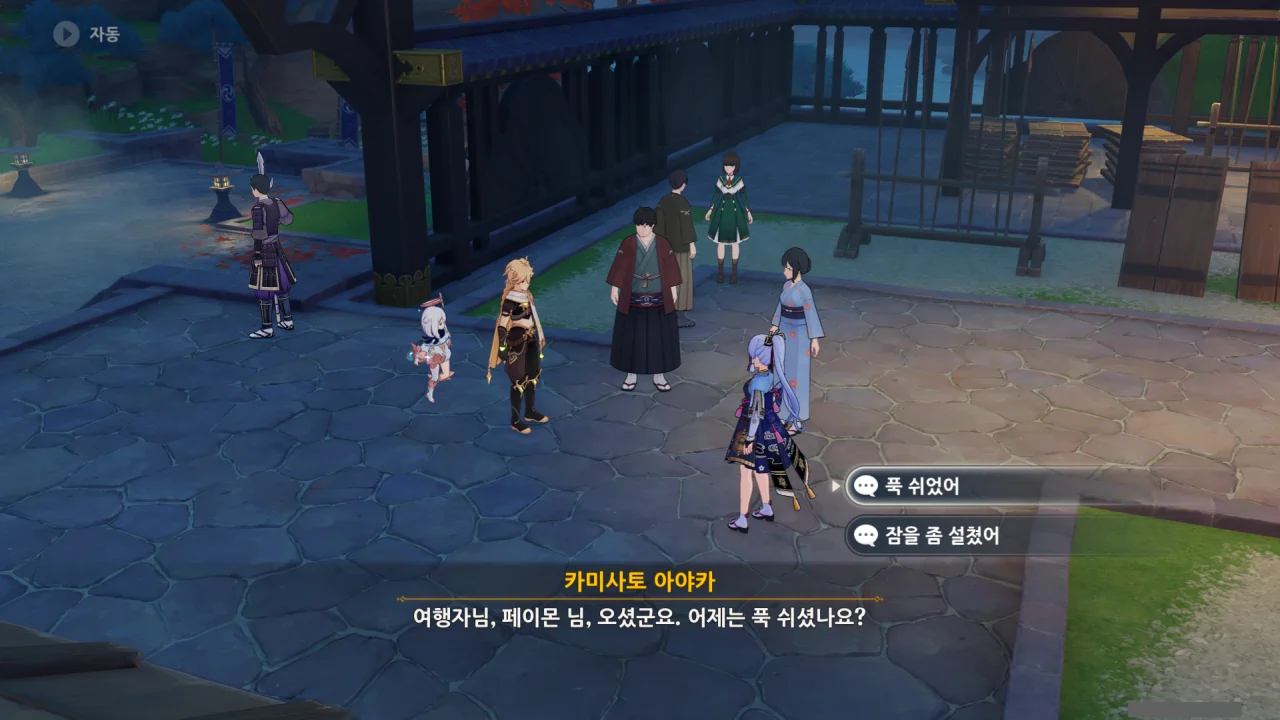 자동
푹 쉬었어
잠을 좀 설쳤어
카미사토 아야카
여행자님, 페이몬 님, 오셨군요. 어제는 푹 쉬셨나요?